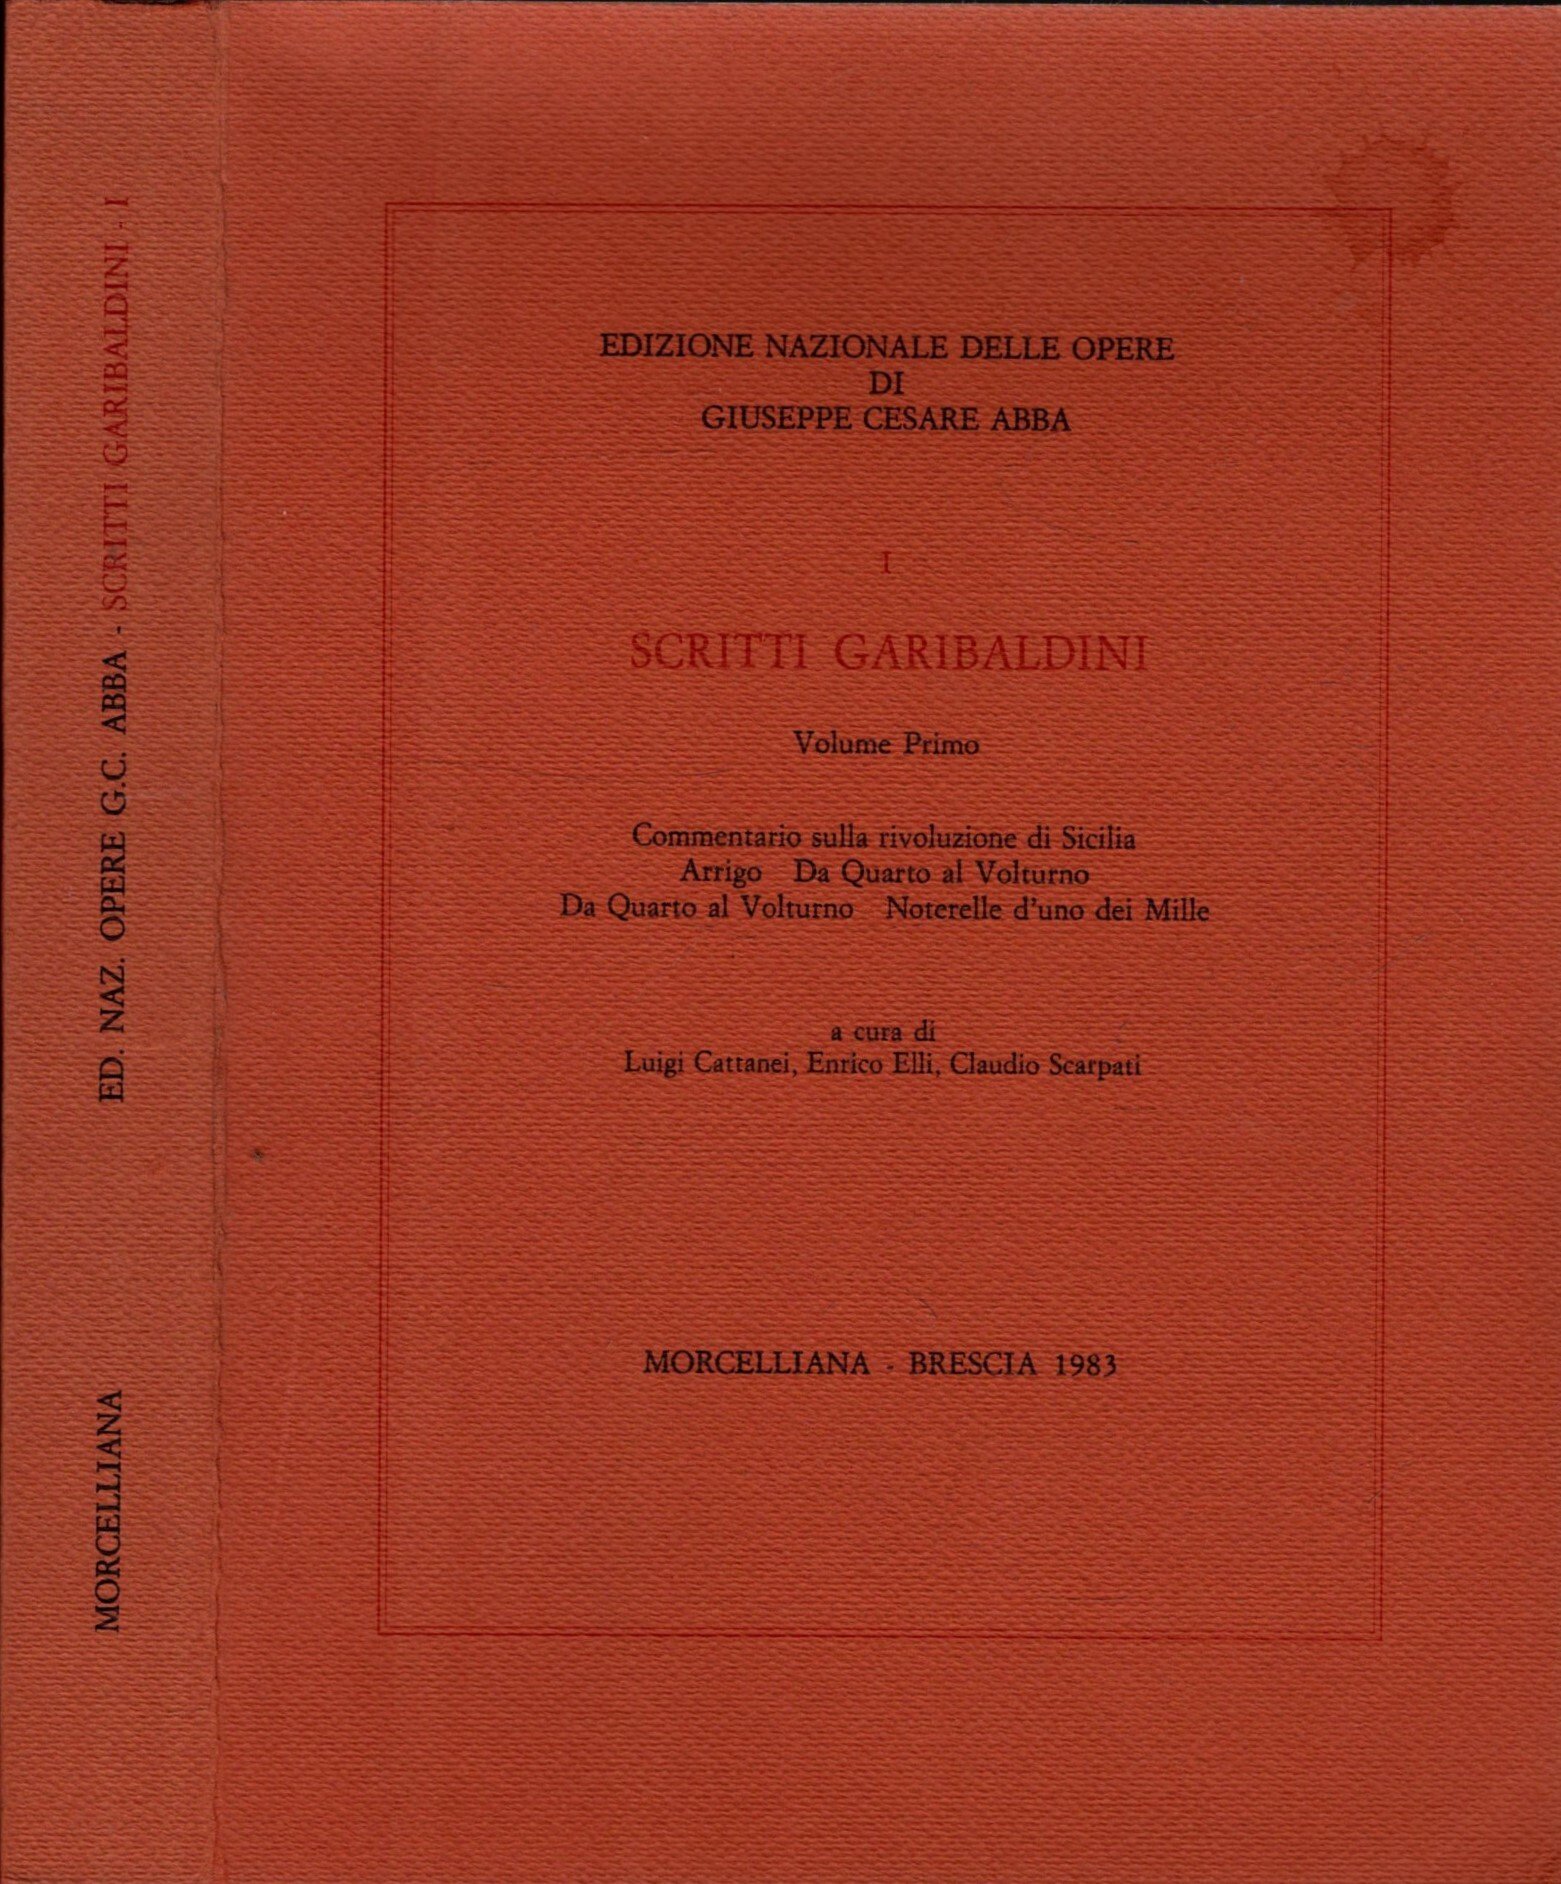 ED. NAZ. OPERE G.C. ABBA - SCRITTI GARIBALDINI - I
MORCELLIANA
EDIZIONE NAZIONALE DELLE OPERE
DI
GIUSEPPE CESARE ABBA
I
SCRITTI GARIBALDINI
Volume Primo
Commentario sulla rivoluzione di Sicilia
Arrigo Da Quarto al Volturno
Da Quarto al Volturno Noterelle d'uno dei Mille
a cura di
Luigi Cattanei, Enrico Elli, Claudio Scarpati
MORCELLIANA - BRESCIA 1983